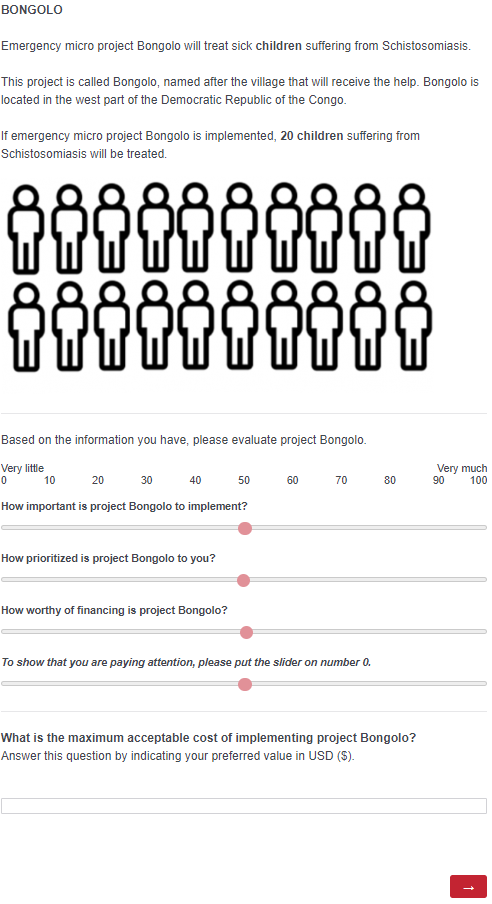 BONGOLO
Emergency micro project Bongolo will treat sick children suffering from Schistosomiasis.
This project is called Bongolo, named after the village that will receive the help. Bongolo is
located in the west part of the Democratic Republic of the Congo.
If emergency micro project Bongolo is implemented, 20 children suffering from
Schistosomiasis will be treated.
Based on the information you have, please evaluate project Bongolo.
Very little Very much
0 10 20 30 40 50 60 70 80 90 100
How important is project Bongolo to implement?
How prioritized is project Bongolo to you?
How worthy of financing is project Bongolo?
To show that you are paying attention, please put the slider on number 0.
What is the maximum acceptable cost of implementing project Bongolo?
Answer this question by indicating your preferred value in USD ($).
→